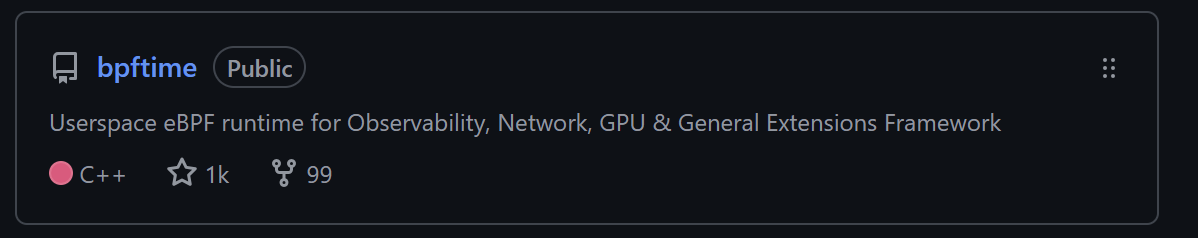 bpftime Public
Userspace eBPF runtime for Observability, Network, GPU & General Extensions Framework
C++ 1k 99